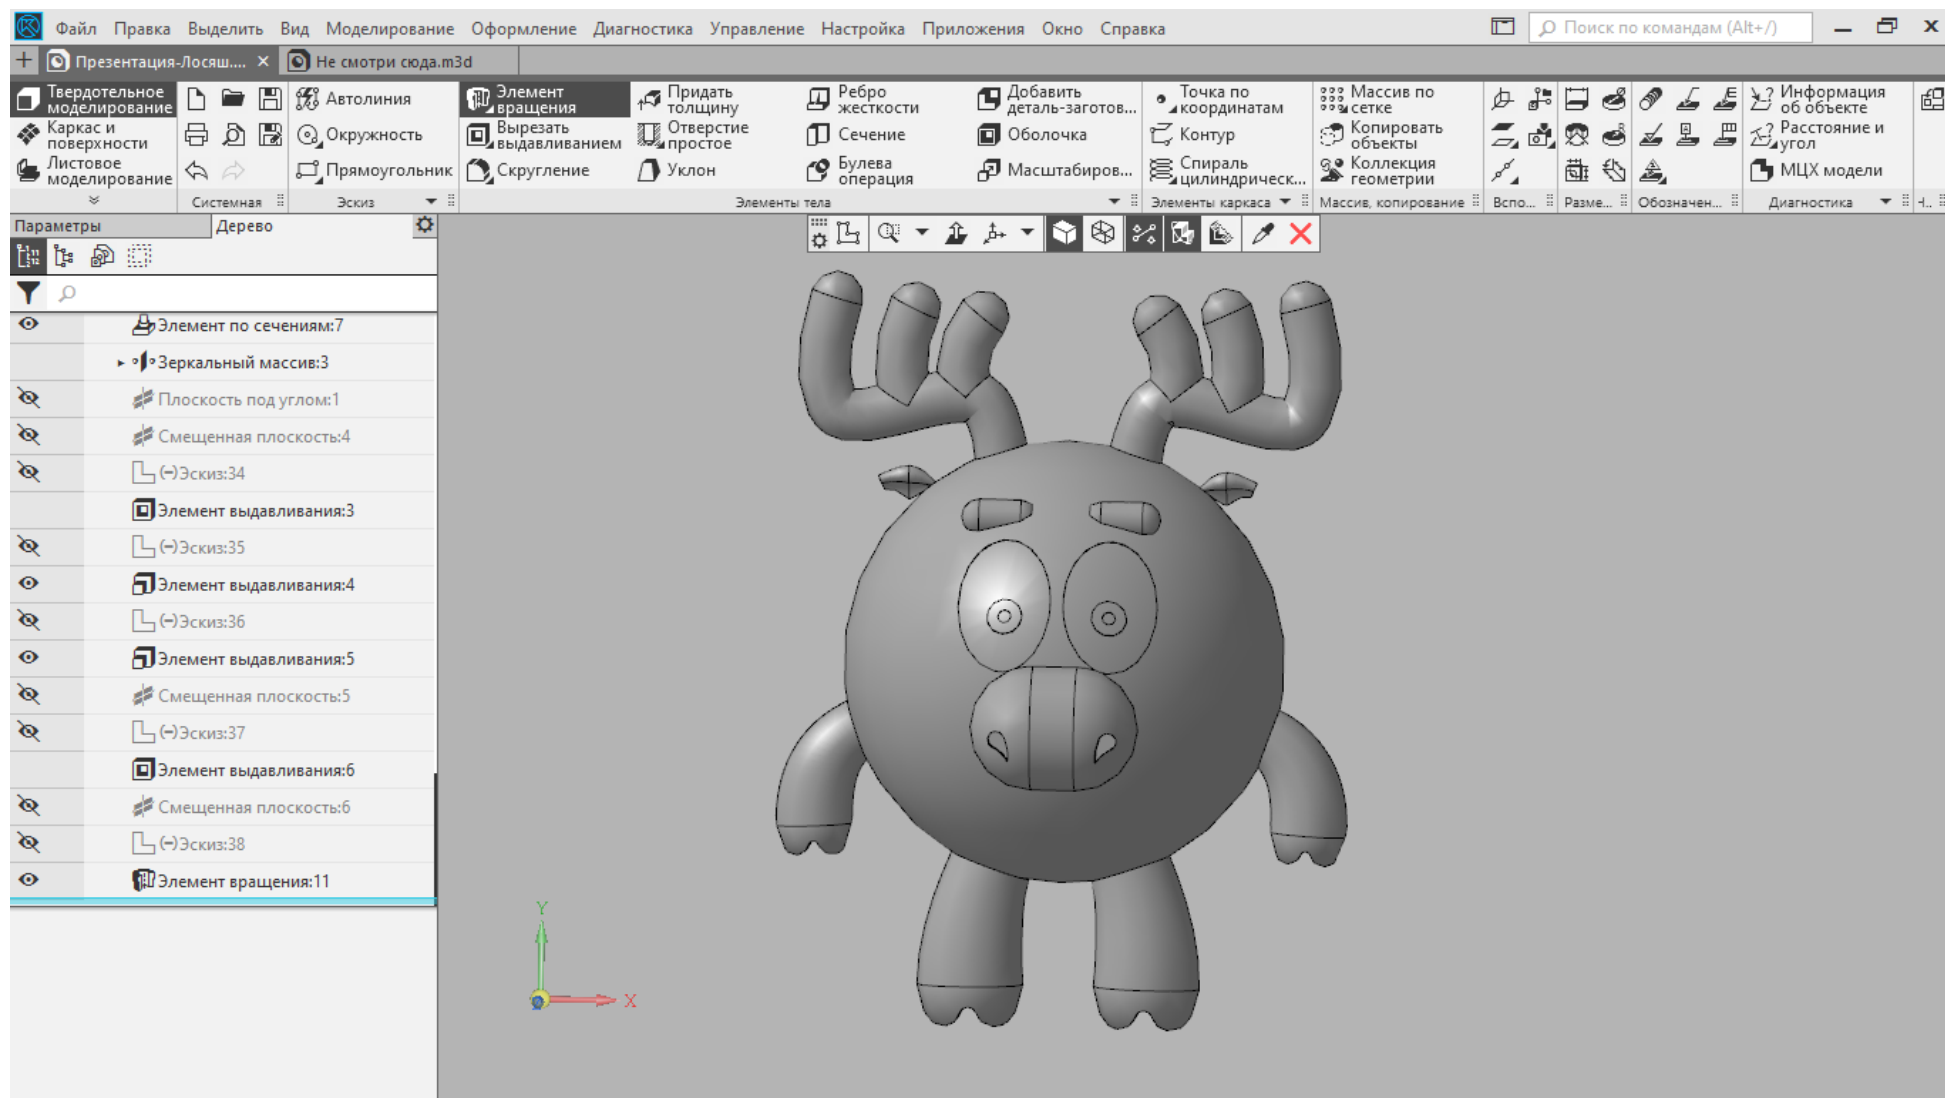 Файл Правка Выделить Вид Моделирование Оформление Диагностика Управление Настройка Приложения Окно Справка Поиск по командам (Alt+/)
Презентация-Лосяш.... Не смотри сюда.m3d
Твердотельное моделирование
Каркас и поверхности
Листовое моделирование
Системная
Автолиния
Окружность
Прямоугольник
Эскиз
Элемент вращения
Вырезать выдавливанием
Скругление
Придать толщину
Отверстие простое
Уклон
Ребро жесткости
Сечение
Булева операция
Добавить деталь-заготов...
Оболочка
Масштабиров...
Элементы тела
Точка по координатам
Контур
Спираль цилиндрическ...
Элементы каркаса
Массив по сетке
Копировать объекты
Коллекция геометрии
Массив, копирование
Вспо...
Разме...
Обозначен...
Информация об объекте
Расстояние и угол
МЦХ модели
Диагностика
Параметры Дерево
Элемент по сечениям:7
Зеркальный массив:3
Плоскость под углом:1
Смещенная плоскость:4
(-)Эскиз:34
Элемент выдавливания:3
(-)Эскиз:35
Элемент выдавливания:4
(-)Эскиз:36
Элемент выдавливания:5
Смещенная плоскость:5
(-)Эскиз:37
Элемент выдавливания:6
Смещенная плоскость:6
(-)Эскиз:38
Элемент вращения:11
Y
X